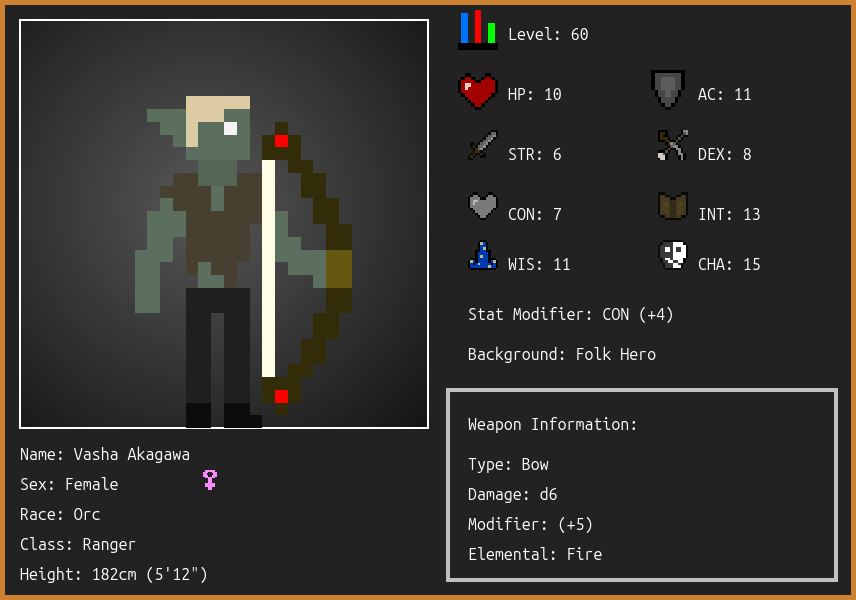 Level: 60
HP: 10
AC: 11
STR: 6
DEX: 8
CON: 7
INT: 13
WIS: 11
CHA: 15
Stat Modifier: CON (+4)
Background: Folk Hero
Weapon Information:
Type: Bow
Damage: d6
Modifier: (+5)
Elemental: Fire
Name: Vasha Akagawa
Sex: Female
Race: Orc
Class: Ranger
Height: 182cm (5'12")